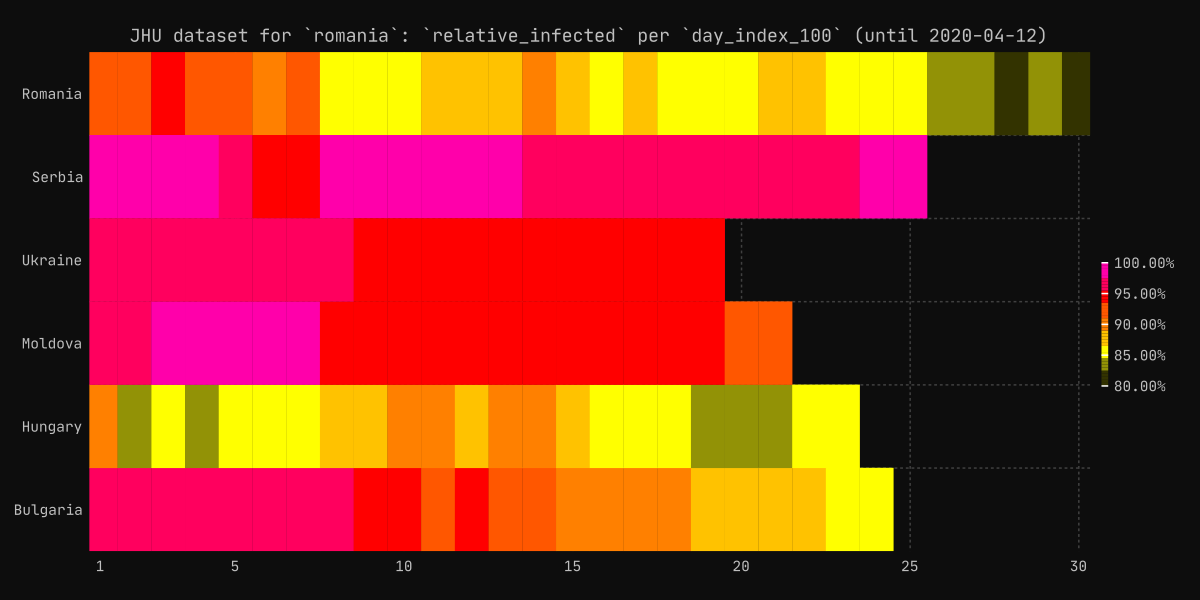 JHU dataset for `romania`: `relative_infected` per `day_index_100` (until 2020-04-12)
Romania
Serbia
Ukraine
Moldova
Hungary
Bulgaria
1 5 10 15 20 25 30
100.00%
95.00%
90.00%
85.00%
80.00%